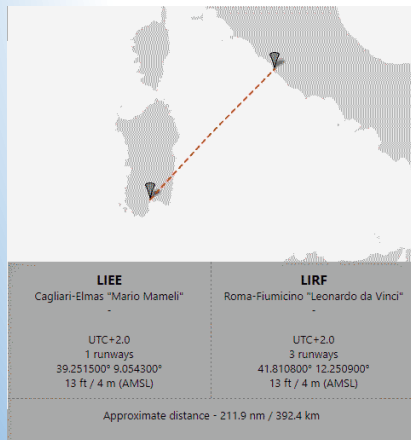 LIEE
Cagliari-Elmas "Mario Mameli"
-
UTC+2.0
1 runways
39.251500° 9.054300°
13 ft / 4 m (AMSL)
LIRF
Roma-Fiumicino "Leonardo da Vinci"
-
UTC+2.0
3 runways
41.810800° 12.250900°
13 ft / 4 m (AMSL)
Approximate distance - 211.9 nm / 392.4 km